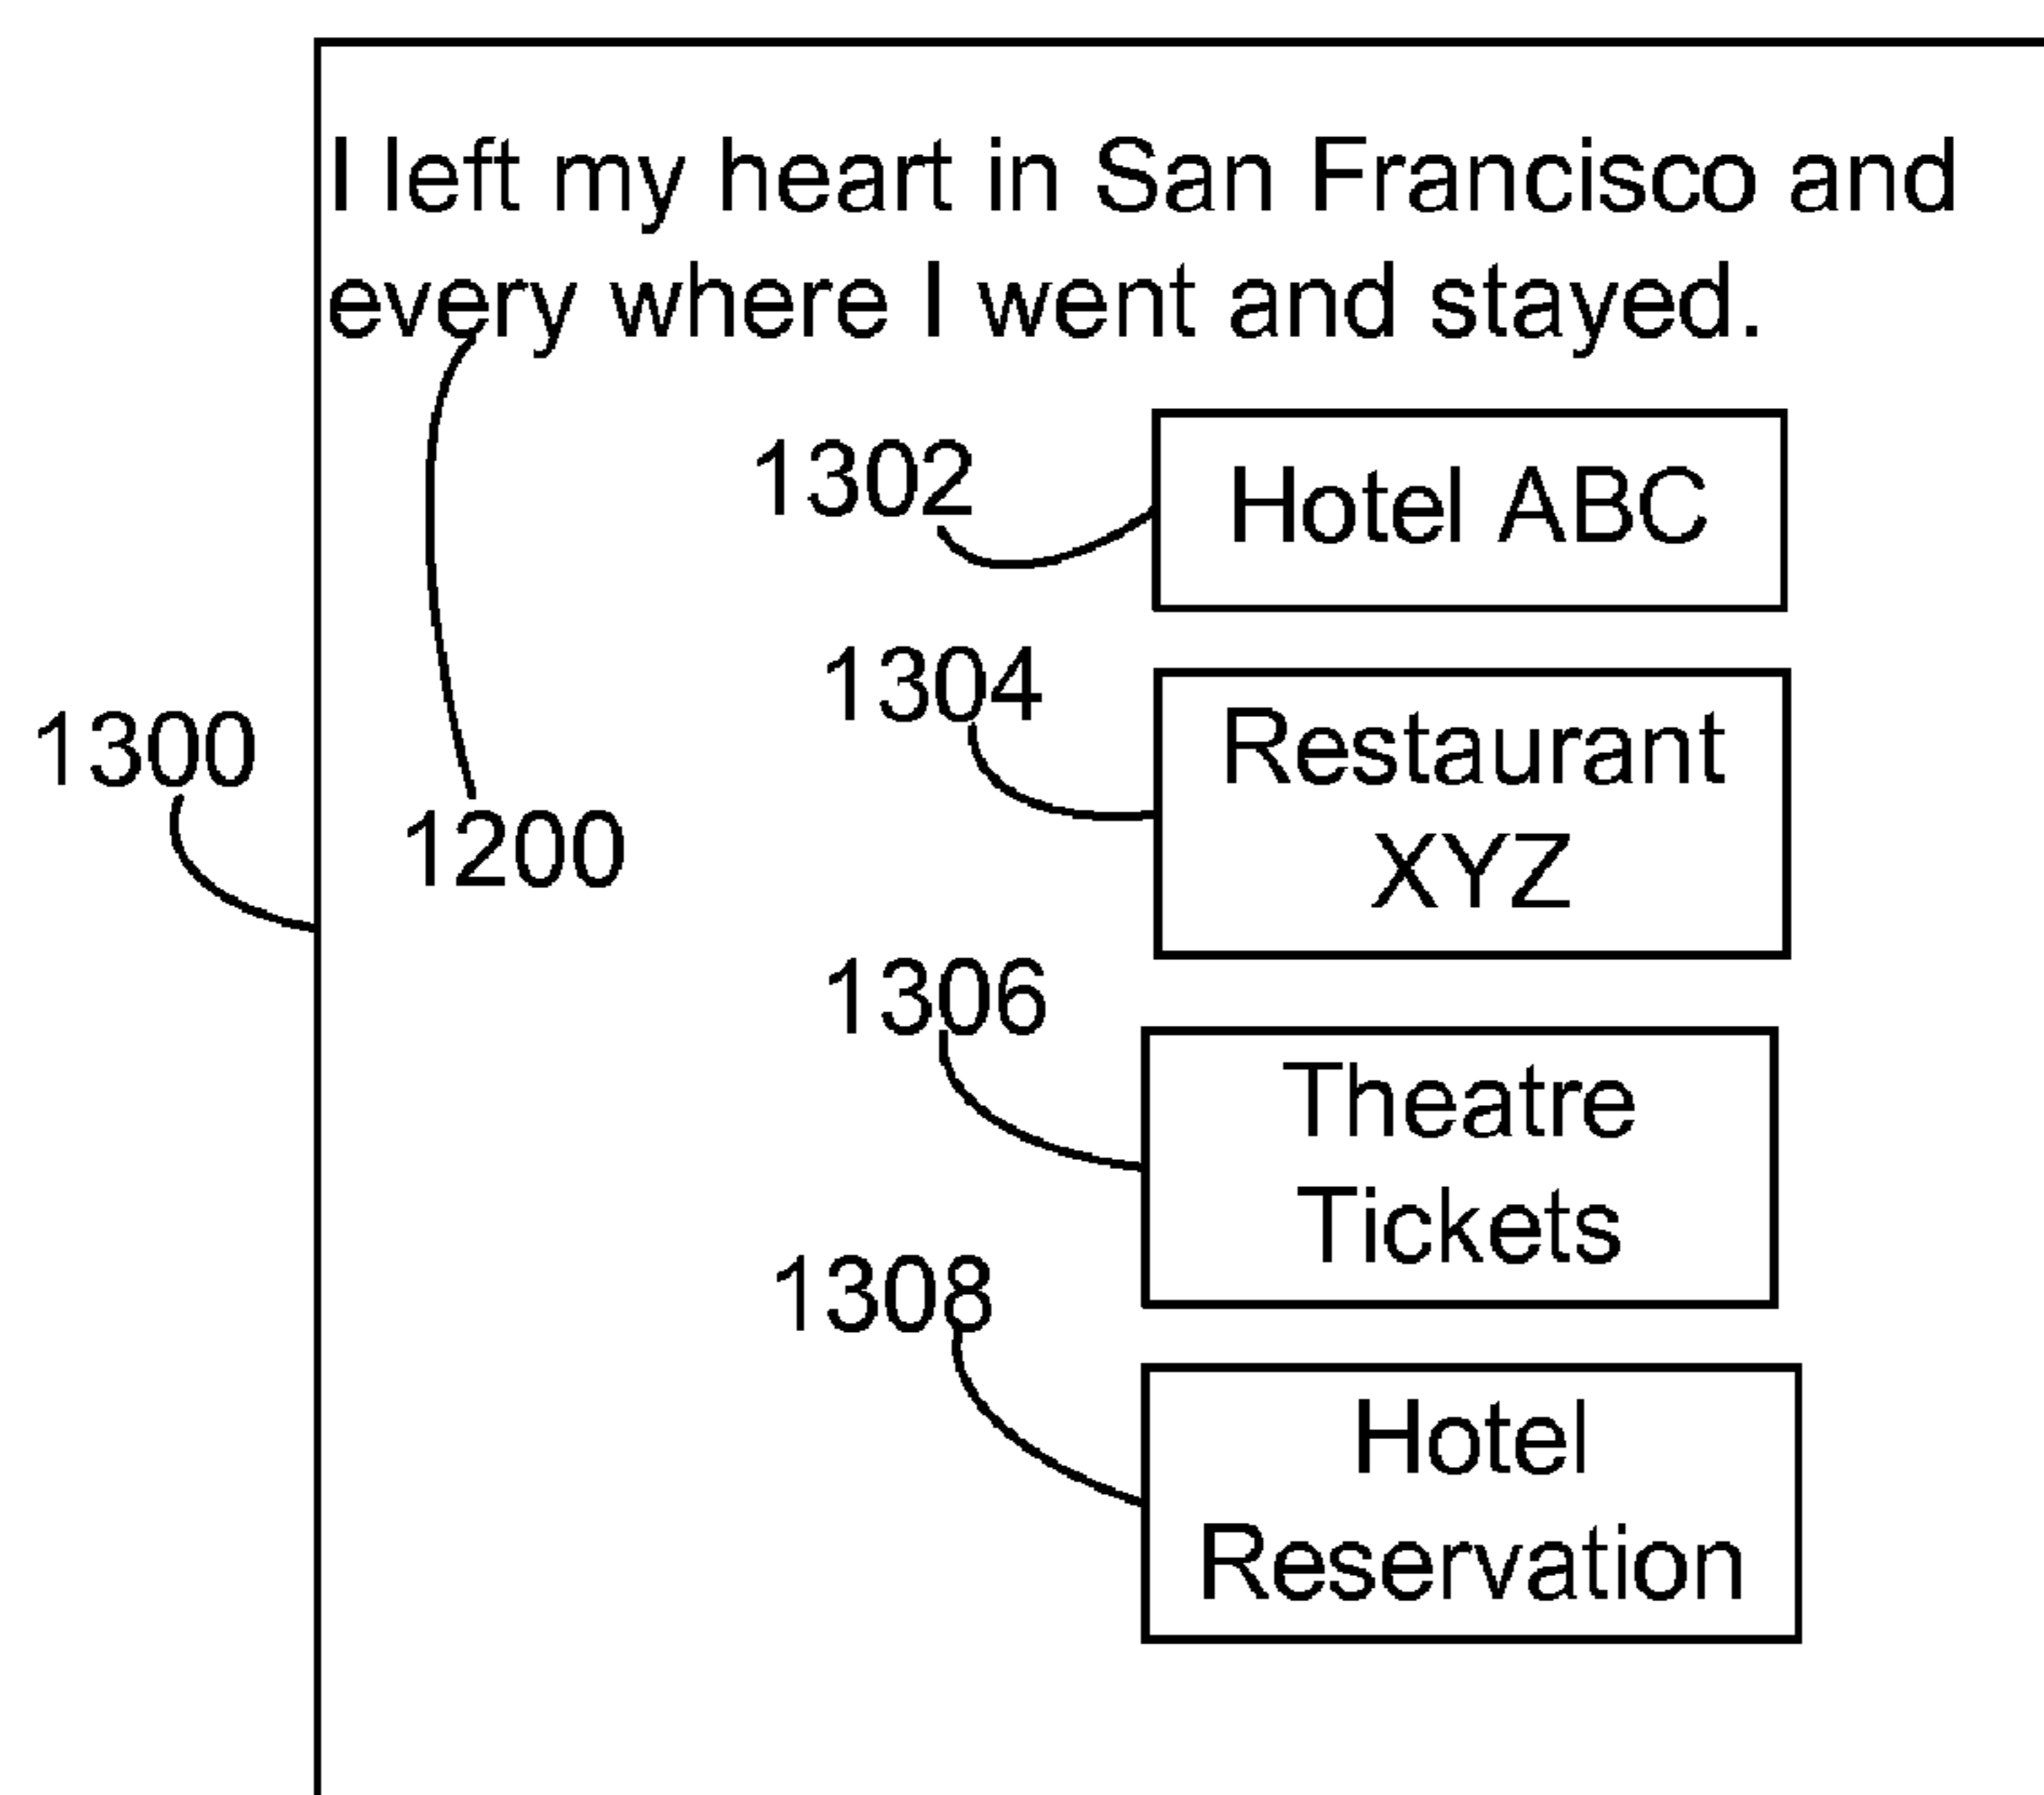 I left my heart in San Francisco and
every where I went and stayed.
1302
Hotel ABC
1304
Restaurant
XYZ
1300
1200
1306
Theatre
Tickets
1308
Hotel
Reservation